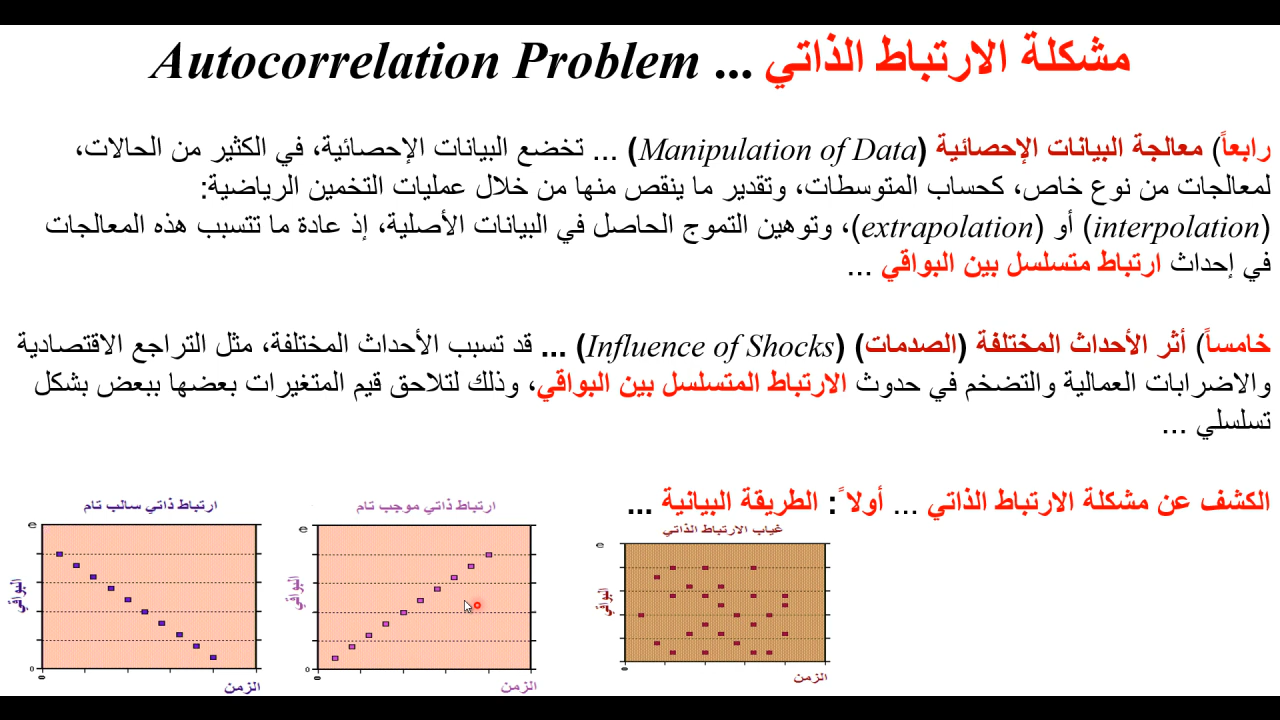 مشكلة الارتباط الذاتي ... Autocorrelation Problem
رابعاً) معالجة البيانات الإحصائية (Manipulation of Data) ... تخضع البيانات الإحصائية، في الكثير من الحالات،
لمعالجات من نوع خاص، كحساب المتوسطات، وتقدير ما ينقص منها من خلال عمليات التخمين الرياضية:
(interpolation) أو (extrapolation)، وتوهين التموج الحاصل في البيانات الأصلية، إذ عادة ما تتسبب هذه المعالجات
في إحداث ارتباط متسلسل بين البواقي ...
خامساً) أثر الأحداث المختلفة (الصدمات) (Influence of Shocks) ... قد تسبب الأحداث المختلفة، مثل التراجع الاقتصادية
والاضرابات العمالية والتضخم في حدوث الارتباط المتسلسل بين البواقي، وذلك لتلاحق قيم المتغيرات بعضها ببعض بشكل
تسلسلي ...
الكشف عن مشكلة الارتباط الذاتي ... أولاً: الطريقة البيانية ...
غياب الارتباط الذاتي
e
البواقي
0
الزمن
ارتباط ذاتي موجب تام
e
البواقي
0
0
الزمن
ارتباط ذاتي سالب تام
e
البواقي
0
0
الزمن